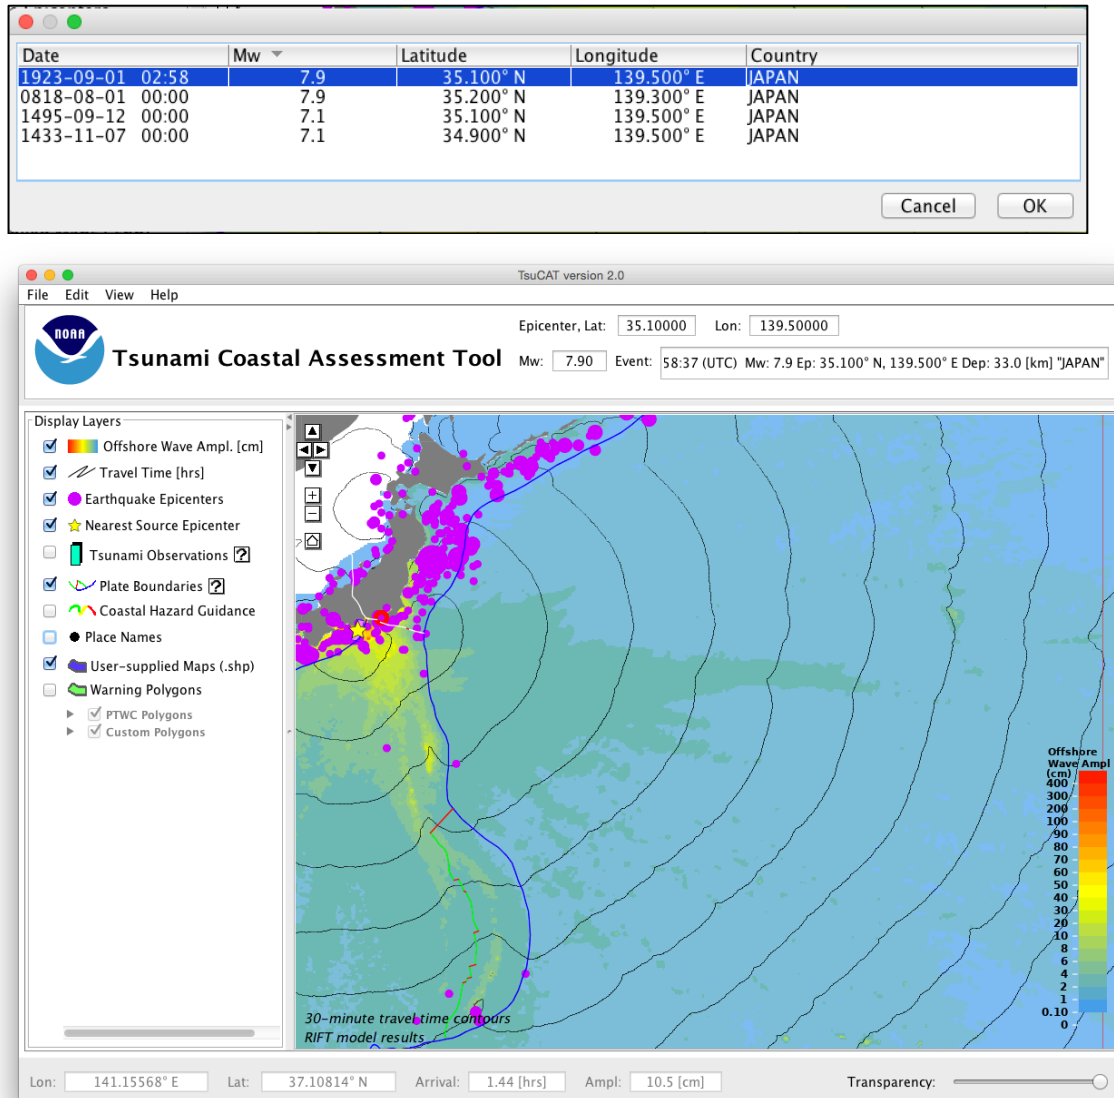 Date Mw Latitude Longitude Country
1923-09-01 02:58 7.9 35.100° N 139.500° E JAPAN
0818-08-01 00:00 7.9 35.200° N 139.300° E JAPAN
1495-09-12 00:00 7.1 35.100° N 139.500° E JAPAN
1433-11-07 00:00 7.1 34.900° N 139.500° E JAPAN
Cancel OK
TsuCAT version 2.0
File Edit View Help
NOAA
Tsunami Coastal Assessment Tool
Epicenter, Lat: 35.10000 Lon: 139.50000
Mw: 7.90 Event: 58:37 (UTC) Mw: 7.9 Ep: 35.100° N, 139.500° E Dep: 33.0 [km] "JAPAN"
Display Layers
Offshore Wave Ampl. [cm]
Travel Time [hrs]
Earthquake Epicenters
Nearest Source Epicenter
Tsunami Observations ?
Plate Boundaries ?
Coastal Hazard Guidance
Place Names
User-supplied Maps (.shp)
Warning Polygons
PTWC Polygons
Custom Polygons
Offshore
Wave Ampl
(cm)
400
300
200
100
90
80
70
60
50
40
30
20
10
8
6
4
2
1
0.10
0
30-minute travel time contours
RIFT model results
Lon: 141.15568° E Lat: 37.10814° N Arrival: 1.44 [hrs] Ampl: 10.5 [cm] Transparency: